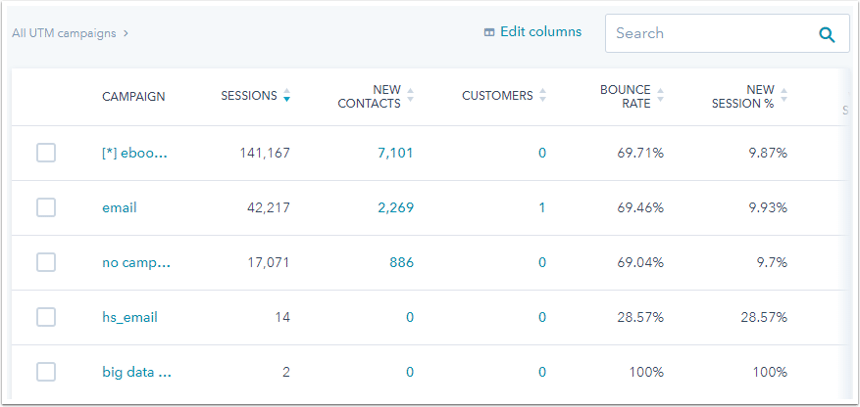 All UTM campaigns >
Edit columns
Search
CAMPAIGN SESSIONS NEW CONTACTS CUSTOMERS BOUNCE RATE NEW SESSION % S
[*] eboo... 141,167 7,101 0 69.71% 9.87%
email 42,217 2,269 1 69.46% 9.93%
no camp... 17,071 886 0 69.04% 9.7%
hs_email 14 0 0 28.57% 28.57%
big data ... 2 0 0 100% 100%